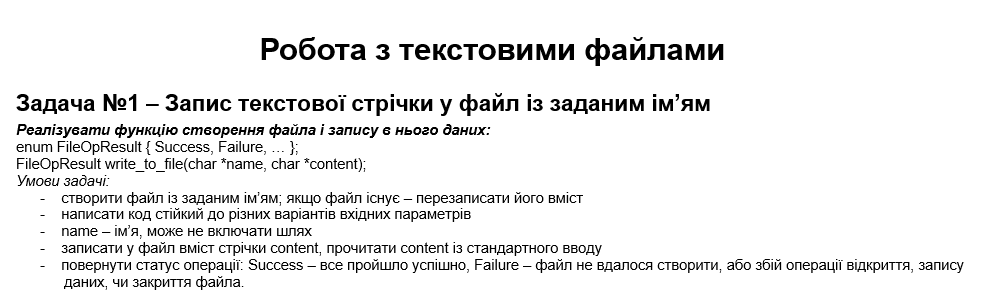 Робота з текстовими файлами
Задача №1 – Запис текстової стрічки у файл із заданим ім’ям
Реалізувати функцію створення файла і запису в нього даних:
enum FileOpResult { Success, Failure, … };
FileOpResult write_to_file(char *name, char *content);
Умови задачі:
- створити файл із заданим ім’ям; якщо файл існує – перезаписати його вміст
- написати код стійкий до різних варіантів вхідних параметрів
- name – ім’я, може не включати шлях
- записати у файл вміст стрічки content, прочитати content із стандартного вводу
- повернути статус операції: Success – все пройшло успішно, Failure – файл не вдалося створити, або збій операції відкриття, запису
даних, чи закриття файла.